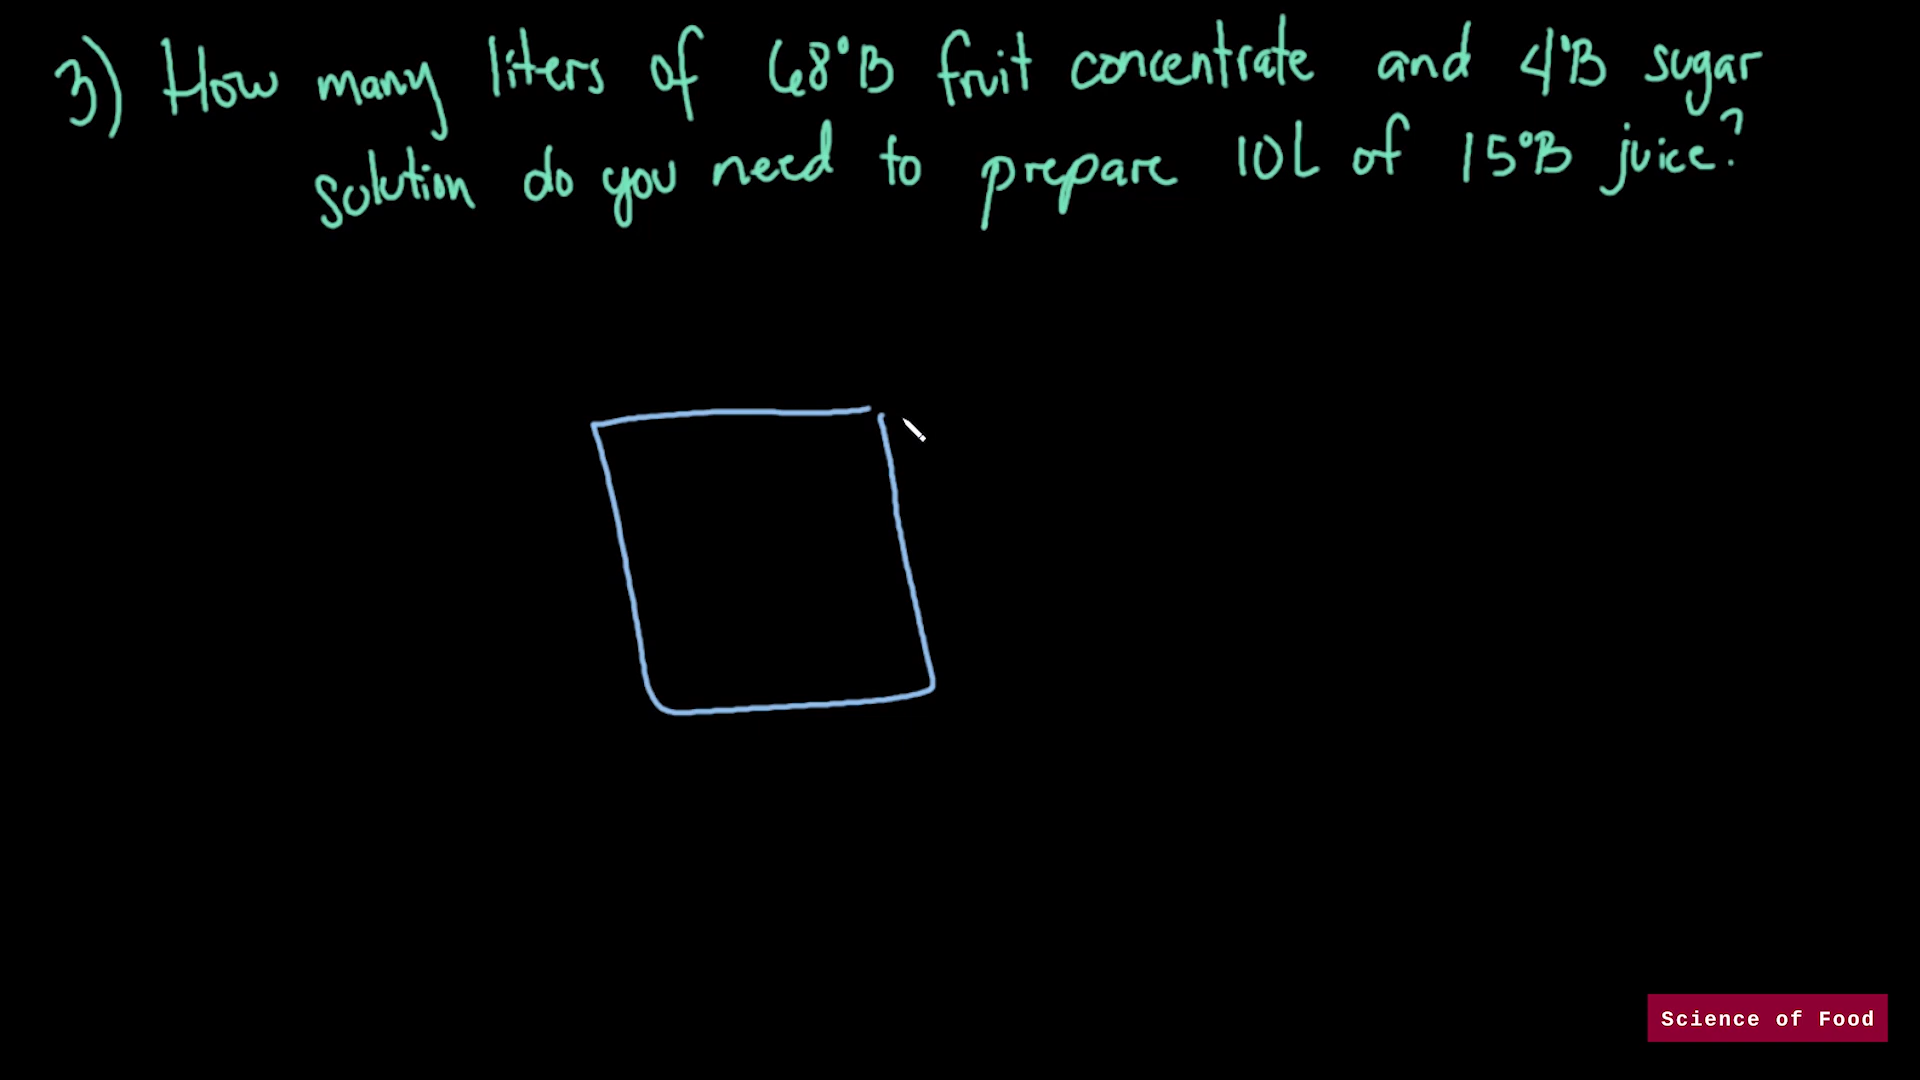 3) How many liters of 68°B fruit concentrate and 4°B sugar
solution do you need to prepare 10L of 15°B juice?
Science of Food